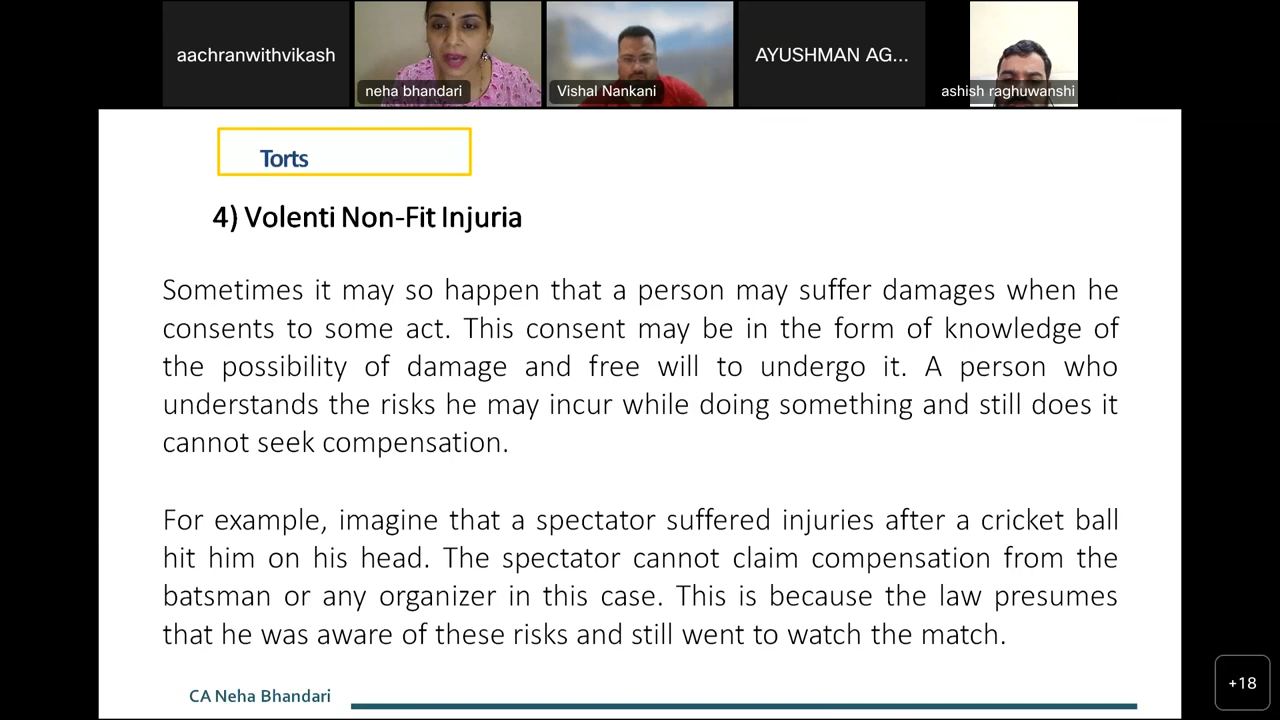 aachranwithvikash
neha bhandari
Vishal Nankani
AYUSHMAN AG...
ashish raghuwanshi
Torts
4) Volenti Non-Fit Injuria
Sometimes it may so happen that a person may suffer damages when he
consents to some act. This consent may be in the form of knowledge of
the possibility of damage and free will to undergo it. A person who
understands the risks he may incur while doing something and still does it
cannot seek compensation.
For example, imagine that a spectator suffered injuries after a cricket ball
hit him on his head. The spectator cannot claim compensation from the
batsman or any organizer in this case. This is because the law presumes
that he was aware of these risks and still went to watch the match.
CA Neha Bhandari
+18